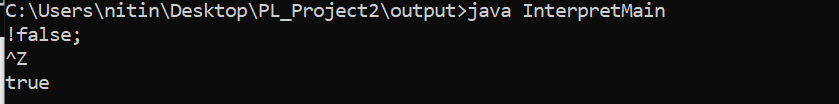 C:\Users\nitin\Desktop\PL_Project2\output>java InterpretMain
!false;
^Z
true